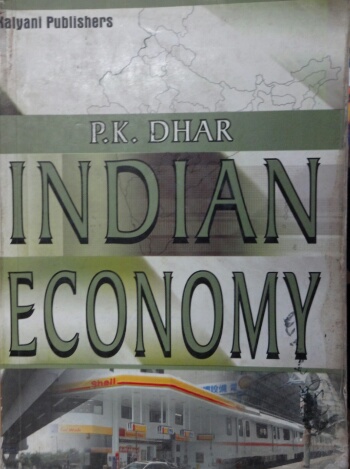 Kalyani Publishers
P.K. DHAR
INDIAN
ECONOMY
Shell